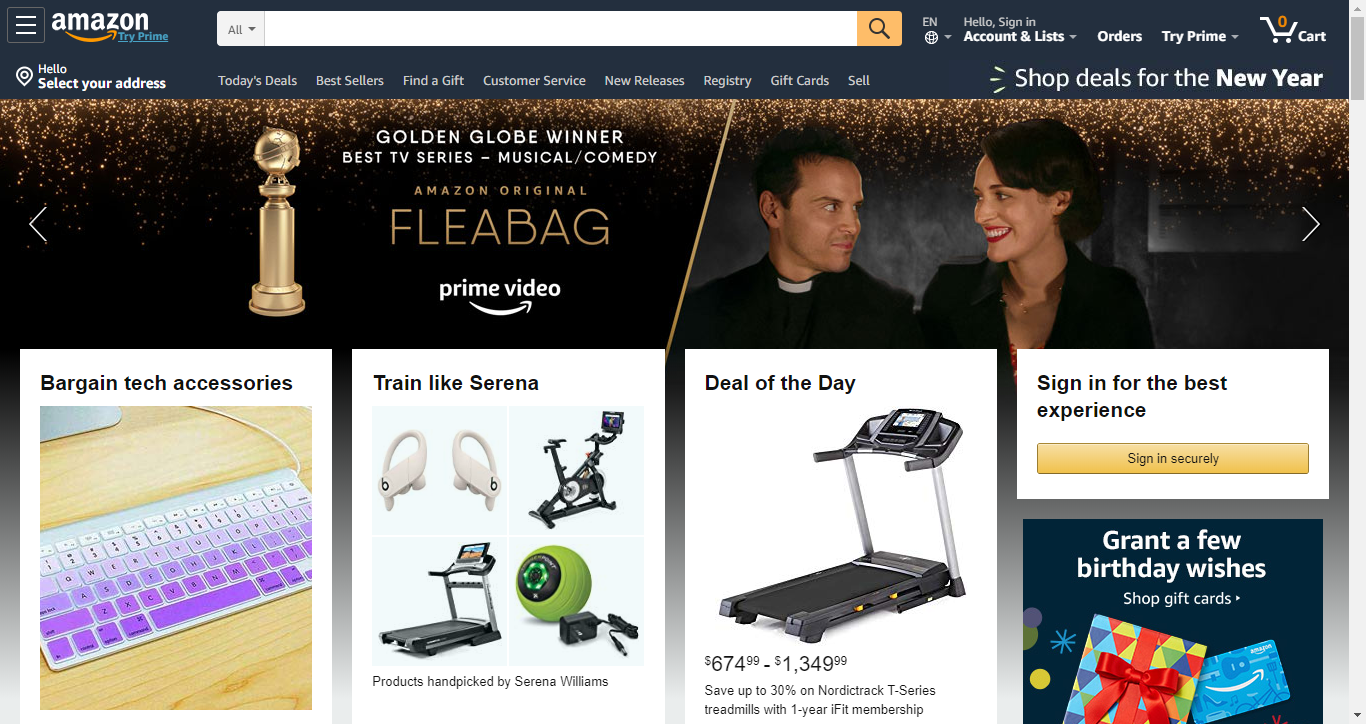 amazon
Try Prime
All
EN
Hello, Sign in
Account & Lists
Orders
Try Prime
0
Cart
Hello
Select your address
Today's Deals
Best Sellers
Find a Gift
Customer Service
New Releases
Registry
Gift Cards
Sell
Shop deals for the New Year
GOLDEN GLOBE WINNER
BEST TV SERIES – MUSICAL/COMEDY
AMAZON ORIGINAL
FLEABAG
prime video
Bargain tech accessories
Train like Serena
Products handpicked by Serena Williams
Deal of the Day
$674.99 - $1,349.99
Save up to 30% on Nordictrack T-Series
treadmills with 1-year iFit membership
Sign in for the best
experience
Sign in securely
Grant a few
birthday wishes
Shop gift cards
amazon